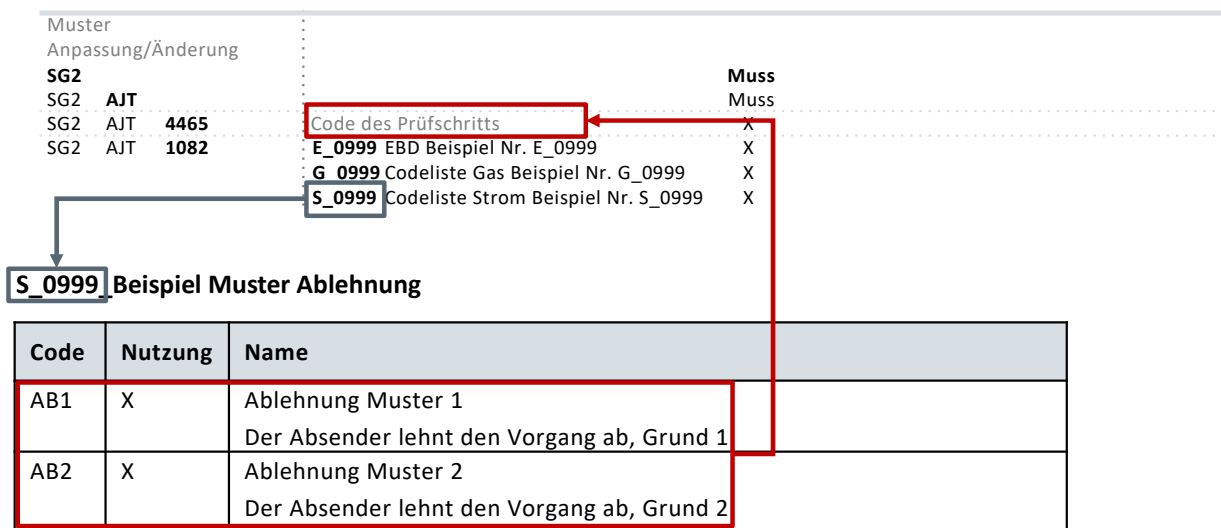 Muster
Anpassung/Änderung
SG2 Muss
SG2 AJT Muss
SG2 AJT 4465 Code des Prüfschritts X
SG2 AJT 1082 E_0999 EBD Beispiel Nr. E_0999 X
G_0999 Codeliste Gas Beispiel Nr. G_0999 X
S_0999 Codeliste Strom Beispiel Nr. S_0999 X
S_0999_Beispiel Muster Ablehnung
Code Nutzung Name
AB1 X Ablehnung Muster 1
Der Absender lehnt den Vorgang ab, Grund 1
AB2 X Ablehnung Muster 2
Der Absender lehnt den Vorgang ab, Grund 2